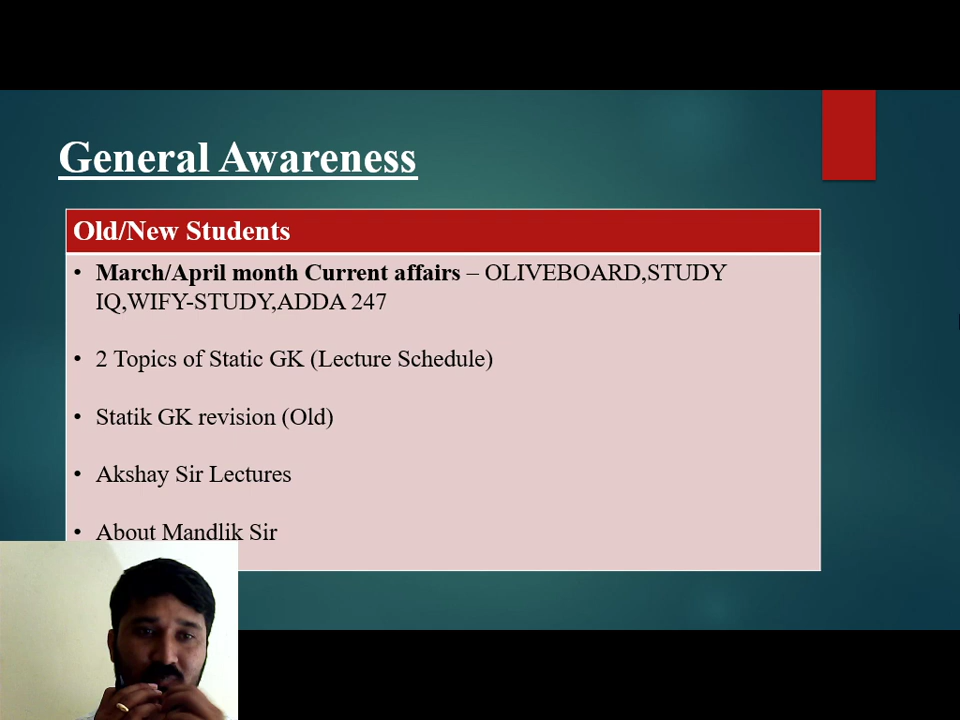 General Awareness
Old/New Students
• March/April month Current affairs – OLIVEBOARD,STUDY
IQ,WIFY-STUDY,ADDA 247
• 2 Topics of Static GK (Lecture Schedule)
• Statik GK revision (Old)
• Akshay Sir Lectures
• About Mandlik Sir